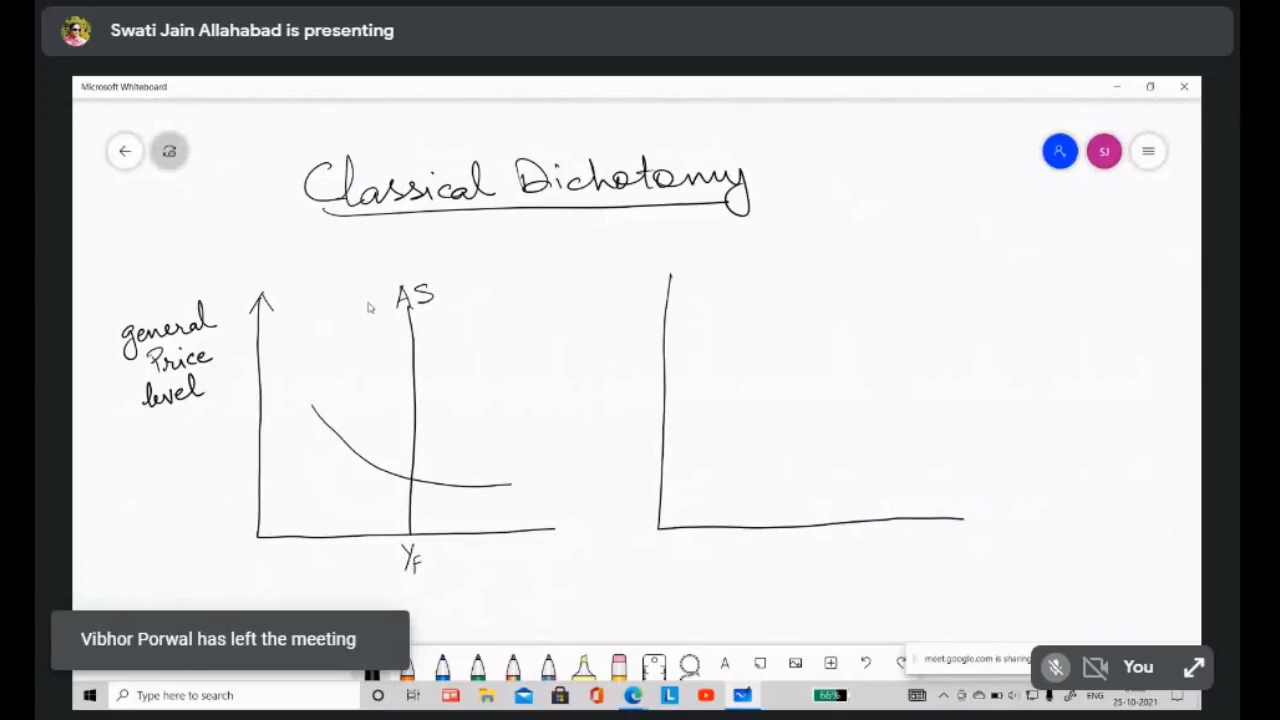 Swati Jain Allahabad is presenting
Microsoft Whiteboard
SJ
Classical Dichotomy
AS
general
Price
level
YF
Vibhor Porwal has left the meeting
A
meet.google.com is sharing
You
Type here to search
L
66%
ENG
25-10-2021